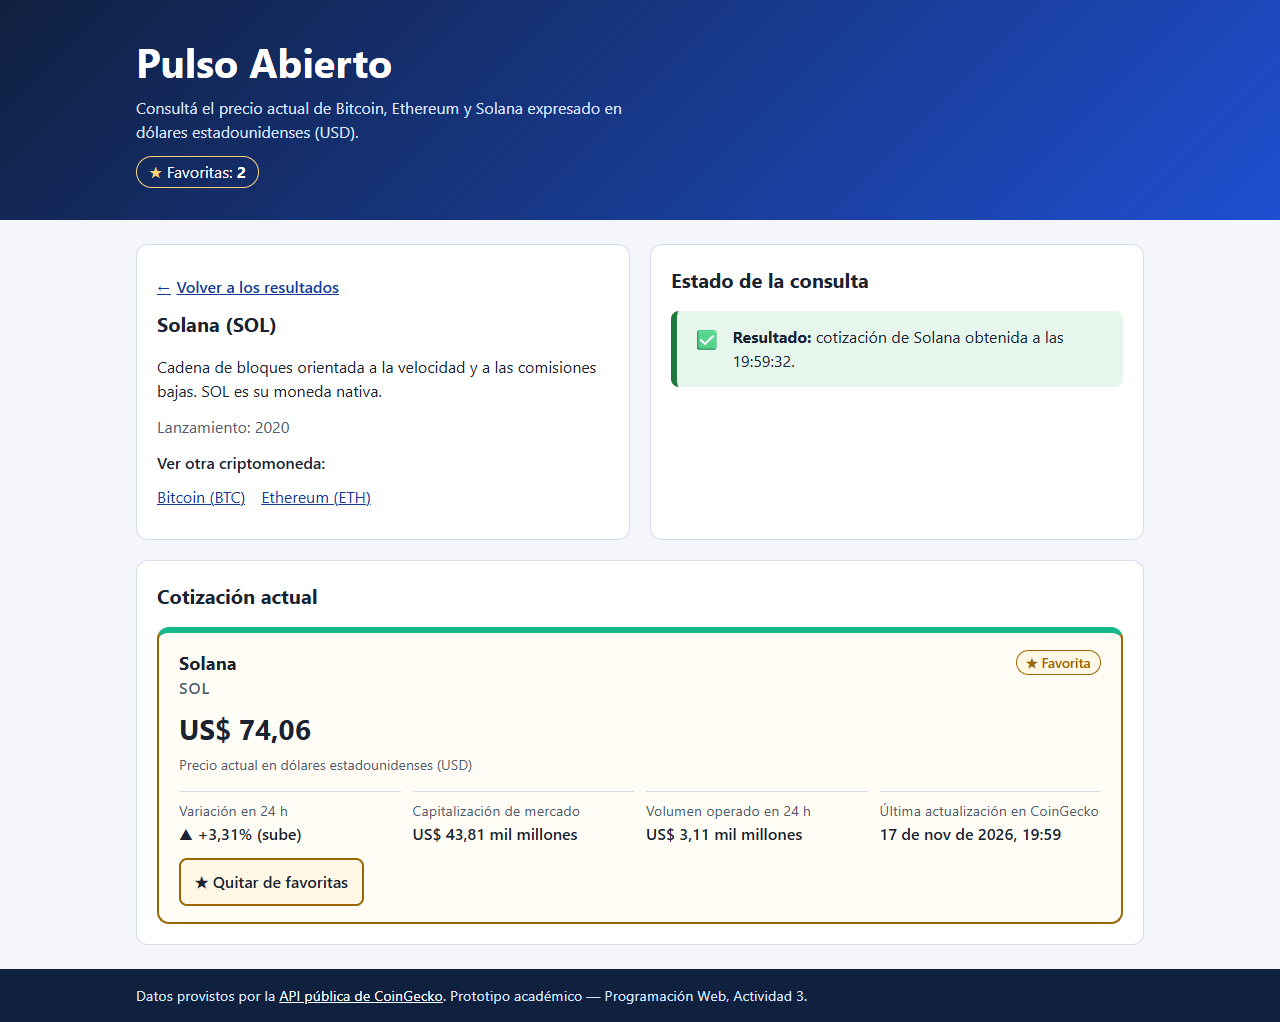 Pulso Abierto
Consultá el precio actual de Bitcoin, Ethereum y Solana expresado en
dólares estadounidenses (USD).
★ Favoritas: 2
← Volver a los resultados
Solana (SOL)
Cadena de bloques orientada a la velocidad y a las comisiones
bajas. SOL es su moneda nativa.
Lanzamiento: 2020
Ver otra criptomoneda:
Bitcoin (BTC) Ethereum (ETH)
Estado de la consulta
✅ Resultado: cotización de Solana obtenida a las
19:59:32.
Cotización actual
Solana
★ Favorita
SOL
US$ 74,06
Precio actual en dólares estadounidenses (USD)
Variación en 24 h
▲ +3,31% (sube)
Capitalización de mercado
US$ 43,81 mil millones
Volumen operado en 24 h
US$ 3,11 mil millones
Última actualización en CoinGecko
17 de nov de 2026, 19:59
★ Quitar de favoritas
Datos provistos por la API pública de CoinGecko. Prototipo académico — Programación Web, Actividad 3.